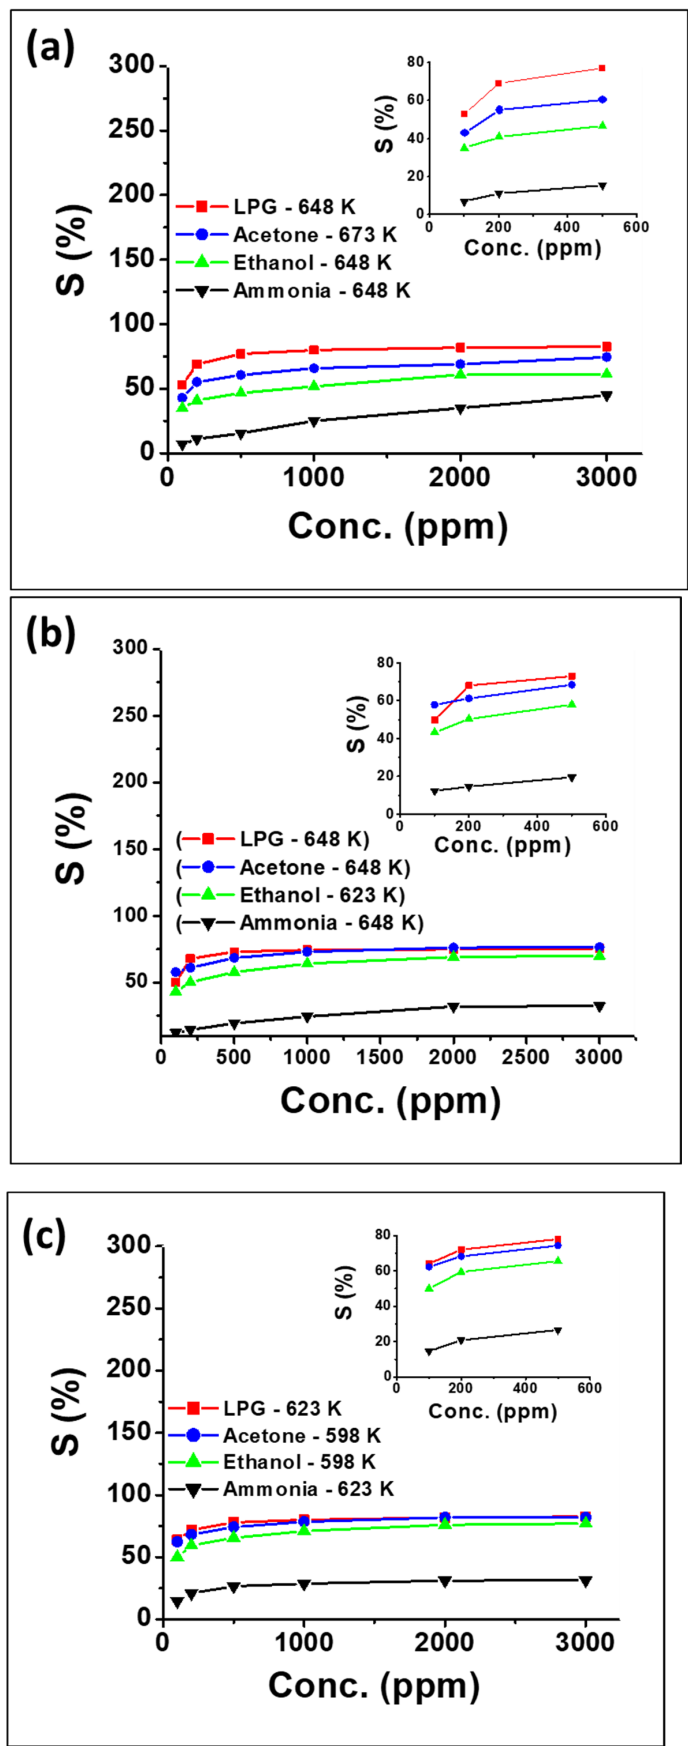 (a)
300
250
200
150
100
50
0
S (%)
LPG - 648 K
Acetone - 673 K
Ethanol - 648 K
Ammonia - 648 K
0 1000 2000 3000
Conc. (ppm)
80
60
40
20
0
S (%)
0 200 400 600
Conc. (ppm)
(b)
300
250
200
150
100
50
S (%)
(LPG - 648 K)
(Acetone - 648 K)
(Ethanol - 623 K)
(Ammonia - 648 K)
0 500 1000 1500 2000 2500 3000
Conc. (ppm)
80
60
40
20
0
S (%)
0 200 400 600
Conc. (ppm)
(c)
300
250
200
150
100
50
0
S (%)
LPG - 623 K
Acetone - 598 K
Ethanol - 598 K
Ammonia - 623 K
0 1000 2000 3000
Conc. (ppm)
80
60
40
20
0
S (%)
0 200 400 600
Conc. (ppm)